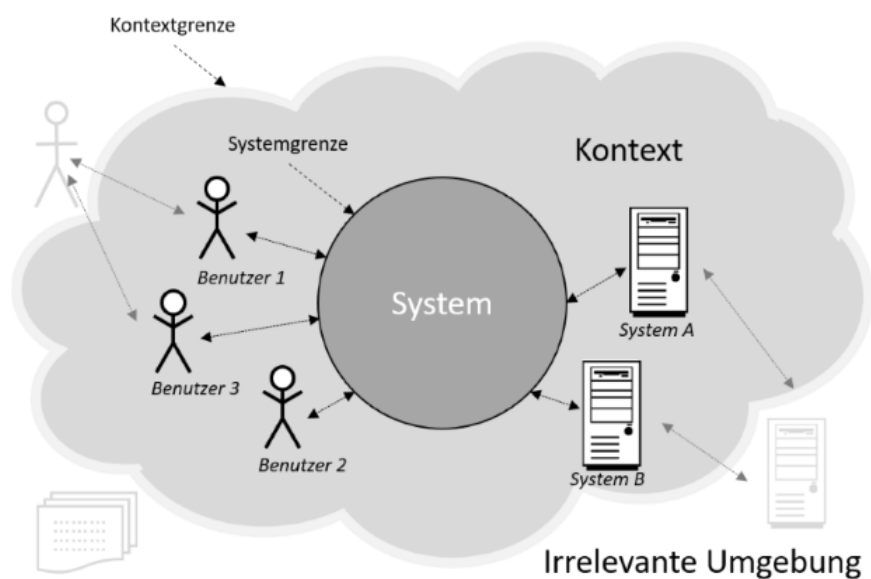 Kontextgrenze
Systemgrenze
Kontext
Benutzer 1
System
System A
Benutzer 3
Benutzer 2
System B
Irrelevante Umgebung